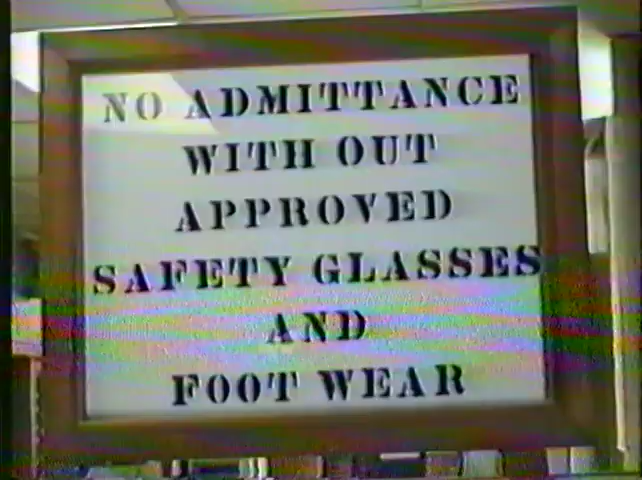 NO ADMITTANCE
WITH OUT
APPROVED
SAFETY GLASSES
AND
FOOT WEAR